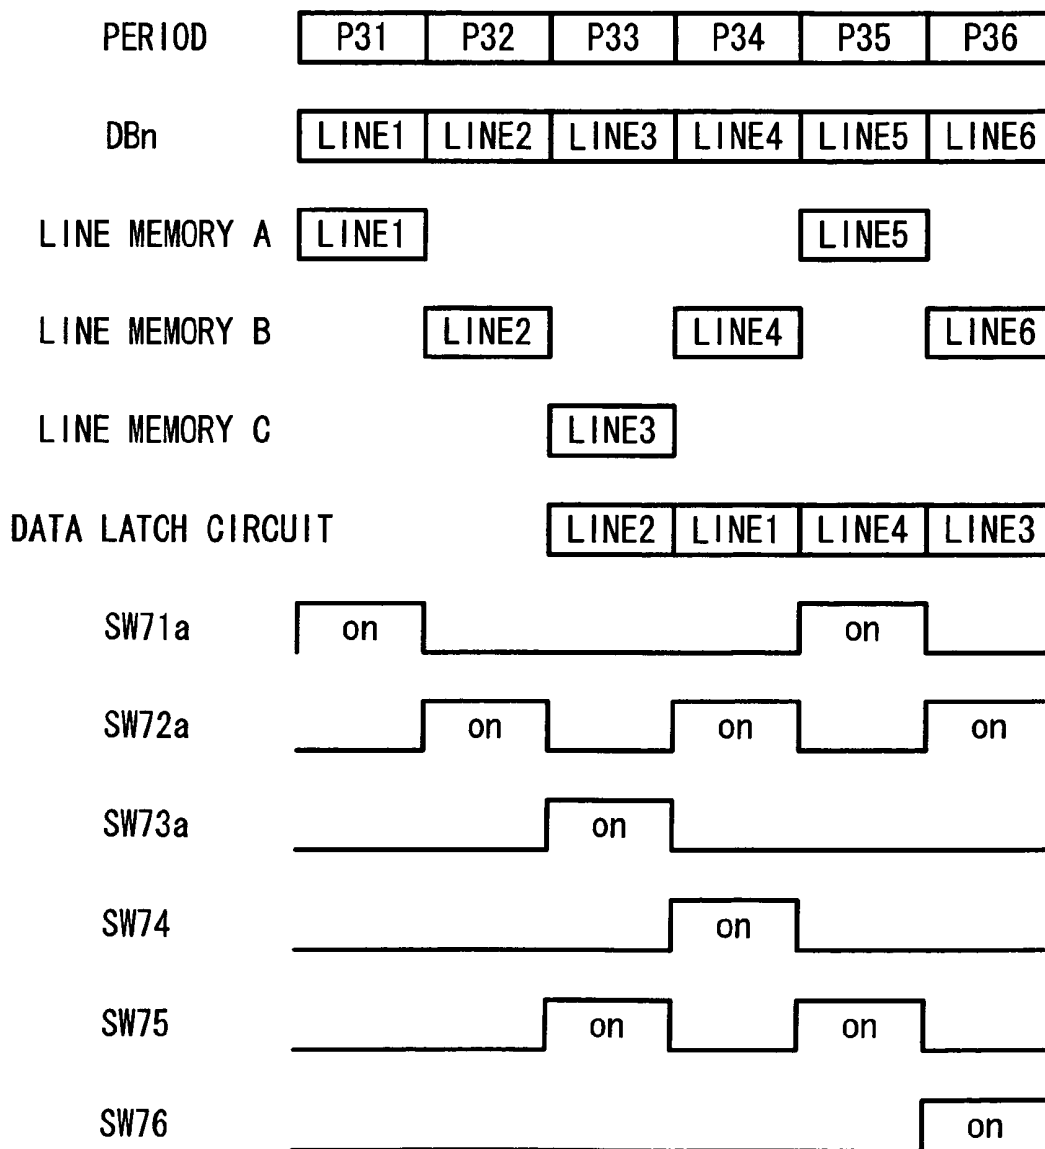 PERIOD P31 P32 P33 P34 P35 P36
DBn LINE1 LINE2 LINE3 LINE4 LINE5 LINE6
LINE MEMORY A LINE1 LINE5
LINE MEMORY B LINE2 LINE4 LINE6
LINE MEMORY C LINE3
DATA LATCH CIRCUIT LINE2 LINE1 LINE4 LINE3
SW71a on on
SW72a on on on
SW73a on
SW74 on
SW75 on on
SW76 on